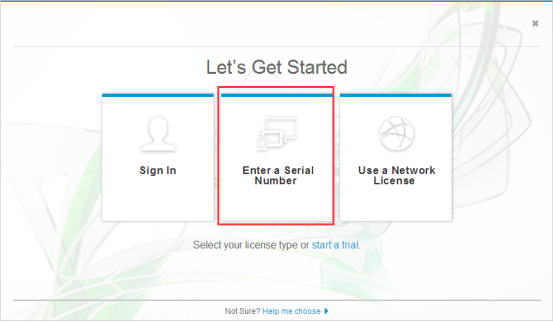 Let's Get Started
Sign In
Enter a Serial
Number
Use a Network
License
Select your license type or start a trial.
Not Sure? Help me choose